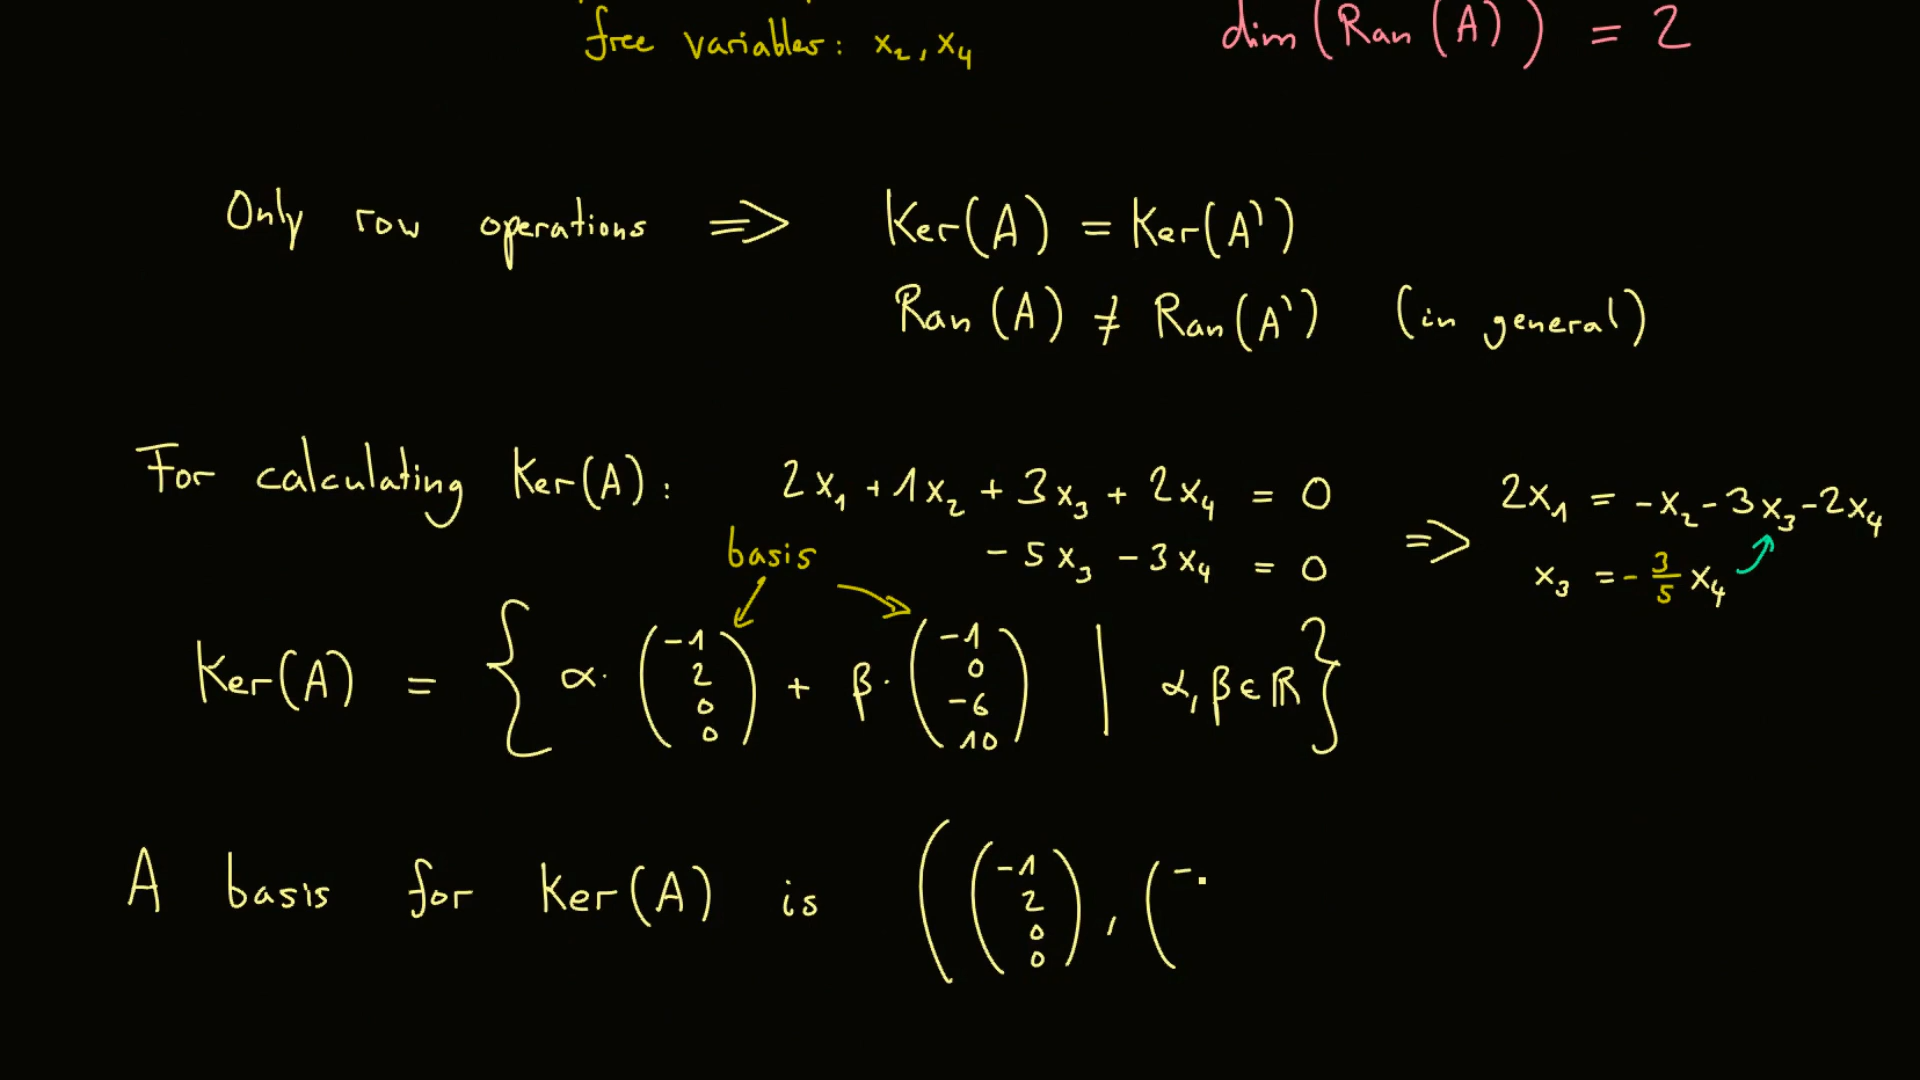 free variables: x₂, x₄
dim(Ran(A)) = 2
Only row operations => Ker(A) = Ker(A')
Ran(A) ≠ Ran(A') (in general)
For calculating Ker(A): 2x₁ + 1x₂ + 3x₃ + 2x₄ = 0
- 5x₃ - 3x₄ = 0
=> 2x₁ = -x₂ - 3x₃ - 2x₄
x₃ = - 3/5 x₄
basis
Ker(A) = { α · (-1 2 0 0) + β · (-1 0 -6 10) | α, β ∈ ℝ }
A basis for Ker(A) is ( (-1 2 0 0), (-